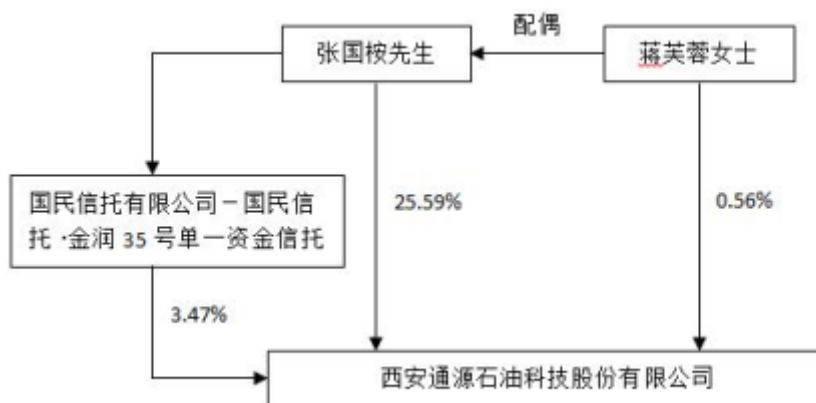 配偶
张国桉先生
蒋芙蓉女士
国民信托有限公司－国民信
托·金润 35 号单一资金信托
25.59%
0.56%
3.47%
西安通源石油科技股份有限公司